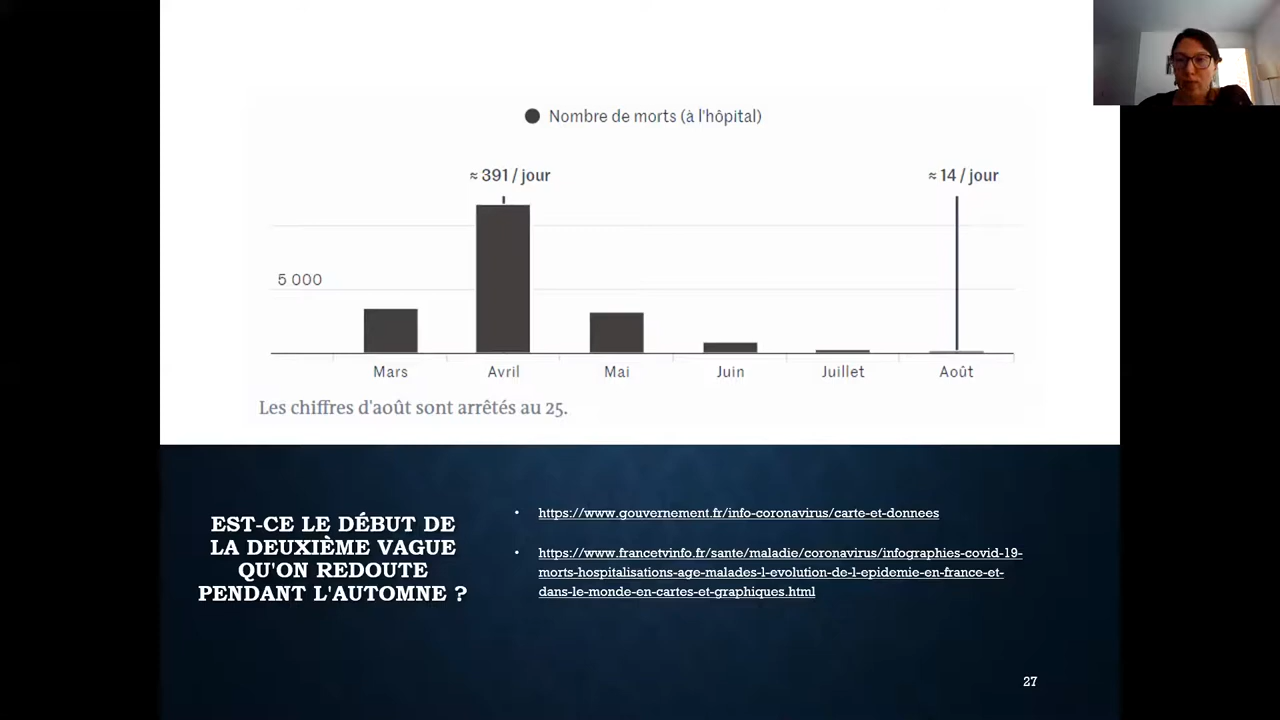 Nombre de morts (à l'hôpital)
≈ 391 / jour
≈ 14 / jour
5 000
Mars
Avril
Mai
Juin
Juillet
Août
Les chiffres d'août sont arrêtés au 25.
EST-CE LE DÉBUT DE
LA DEUXIÈME VAGUE
QU'ON REDOUTE
PENDANT L'AUTOMNE ?
• https://www.gouvernement.fr/info-coronavirus/carte-et-donnees
• https://www.francetvinfo.fr/sante/maladie/coronavirus/infographies-covid-19-
morts-hospitalisations-age-malades-l-evolution-de-l-epidemie-en-france-et-
dans-le-monde-en-cartes-et-graphiques.html
27